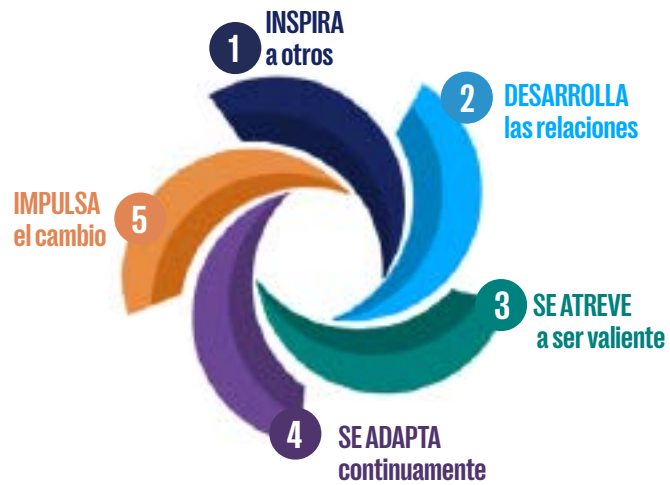 1
INSPIRA
a otros
2
DESARROLLA
las relaciones
3
SE ATREVE
a ser valiente
4
SE ADAPTA
continuamente
5
IMPULSA
el cambio